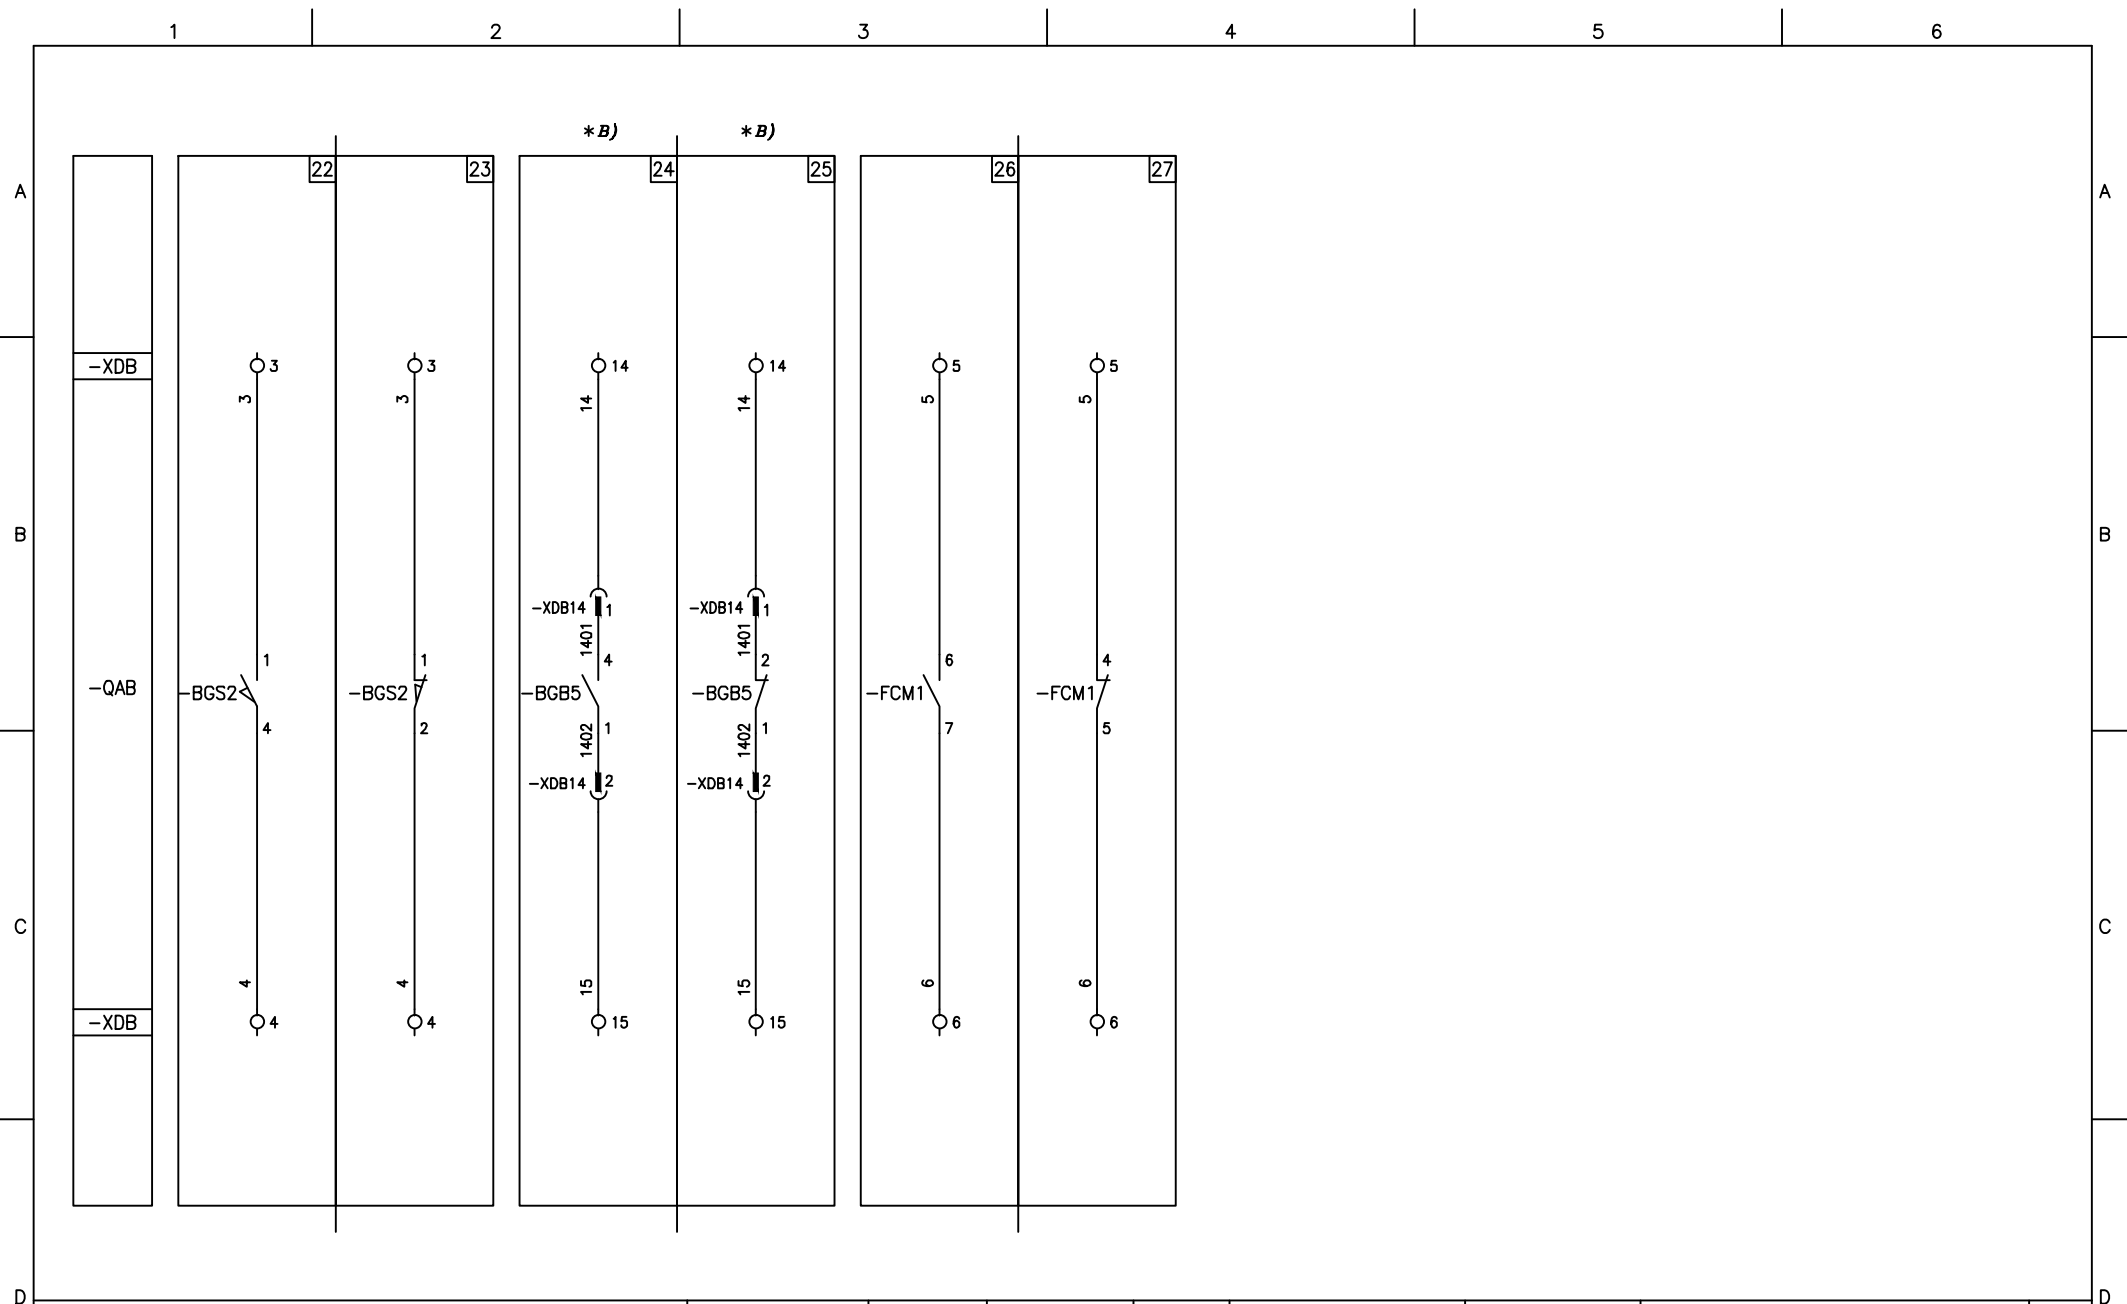 1 2 3 4 5 6
*B) *B)
22 23 24 25 26 27
A A
-XDB 3 3 14 14 5 5
3 3 14 14 5 5
B B
-XDB14 1 -XDB14 1
1401 1401
1 1 4 2 6 4
-QAB -BGS2 -BGS2 -BGB5 -BGB5 -FCM1 -FCM1
4 2 1 1 7 5
1402 1402
-XDB14 2 -XDB14 2
C C
4 4 15 15 6 6
-XDB 4 4 15 15 6 6
D D